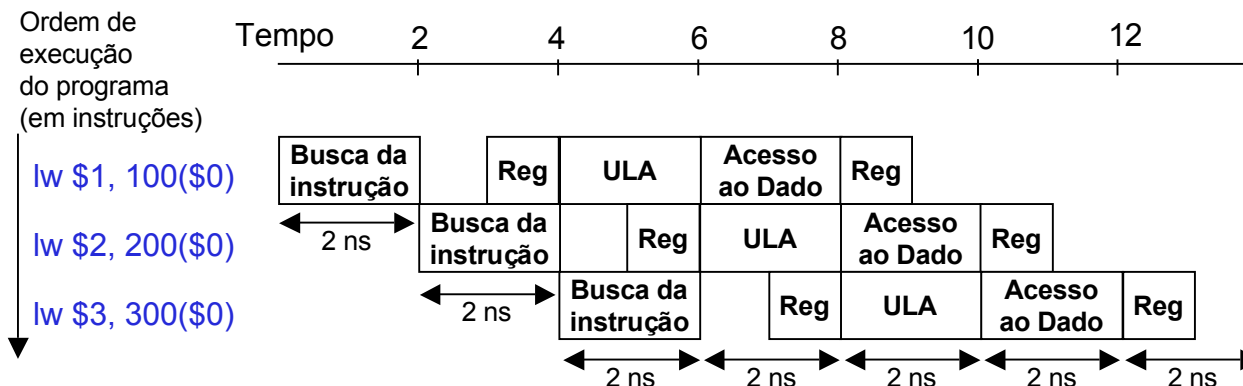 Ordem de
execução
do programa
(em instruções)
Tempo 2 4 6 8 10 12
lw $1, 100($0)
Busca da
instrução
Reg
ULA
Acesso
ao Dado
Reg
2 ns
lw $2, 200($0)
Busca da
instrução
Reg
ULA
Acesso
ao Dado
Reg
2 ns
lw $3, 300($0)
Busca da
instrução
Reg
ULA
Acesso
ao Dado
Reg
2 ns 2 ns 2 ns 2 ns 2 ns